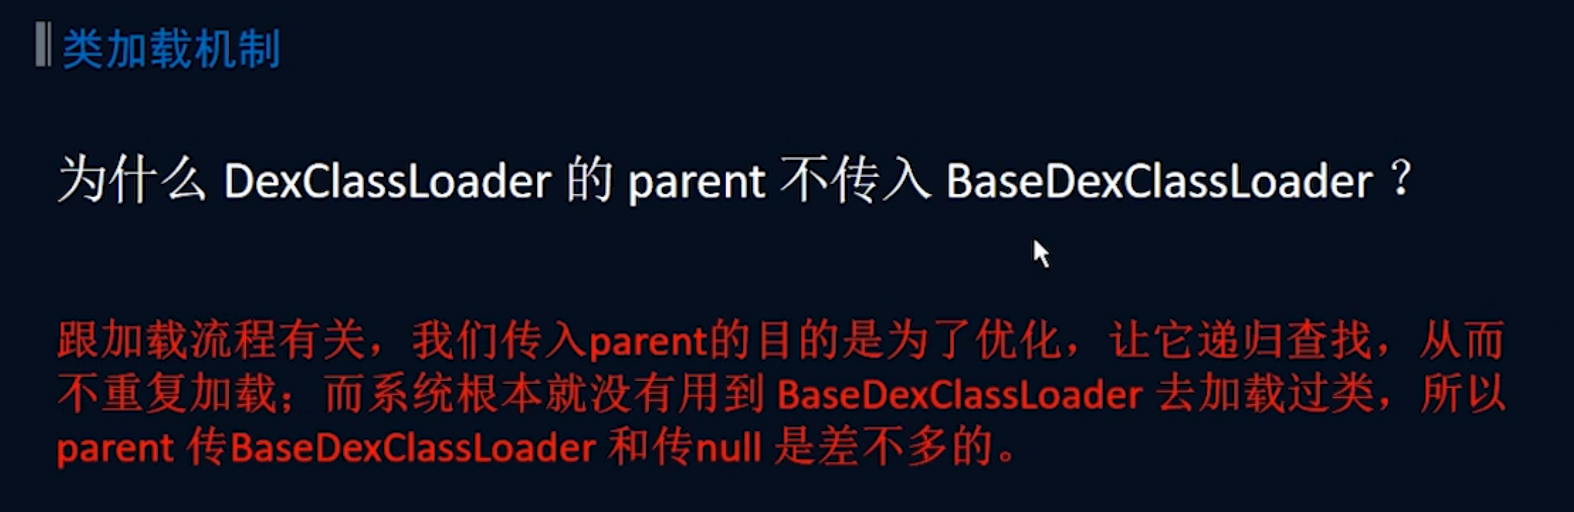 类加载机制
为什么 DexClassLoader 的 parent 不传入 BaseDexClassLoader ？
跟加载流程有关，我们传入parent的目的是为了优化，让它递归查找，从而
不重复加载；而系统根本就没有用到 BaseDexClassLoader 去加载过类，所以
parent 传BaseDexClassLoader 和传null 是差不多的。